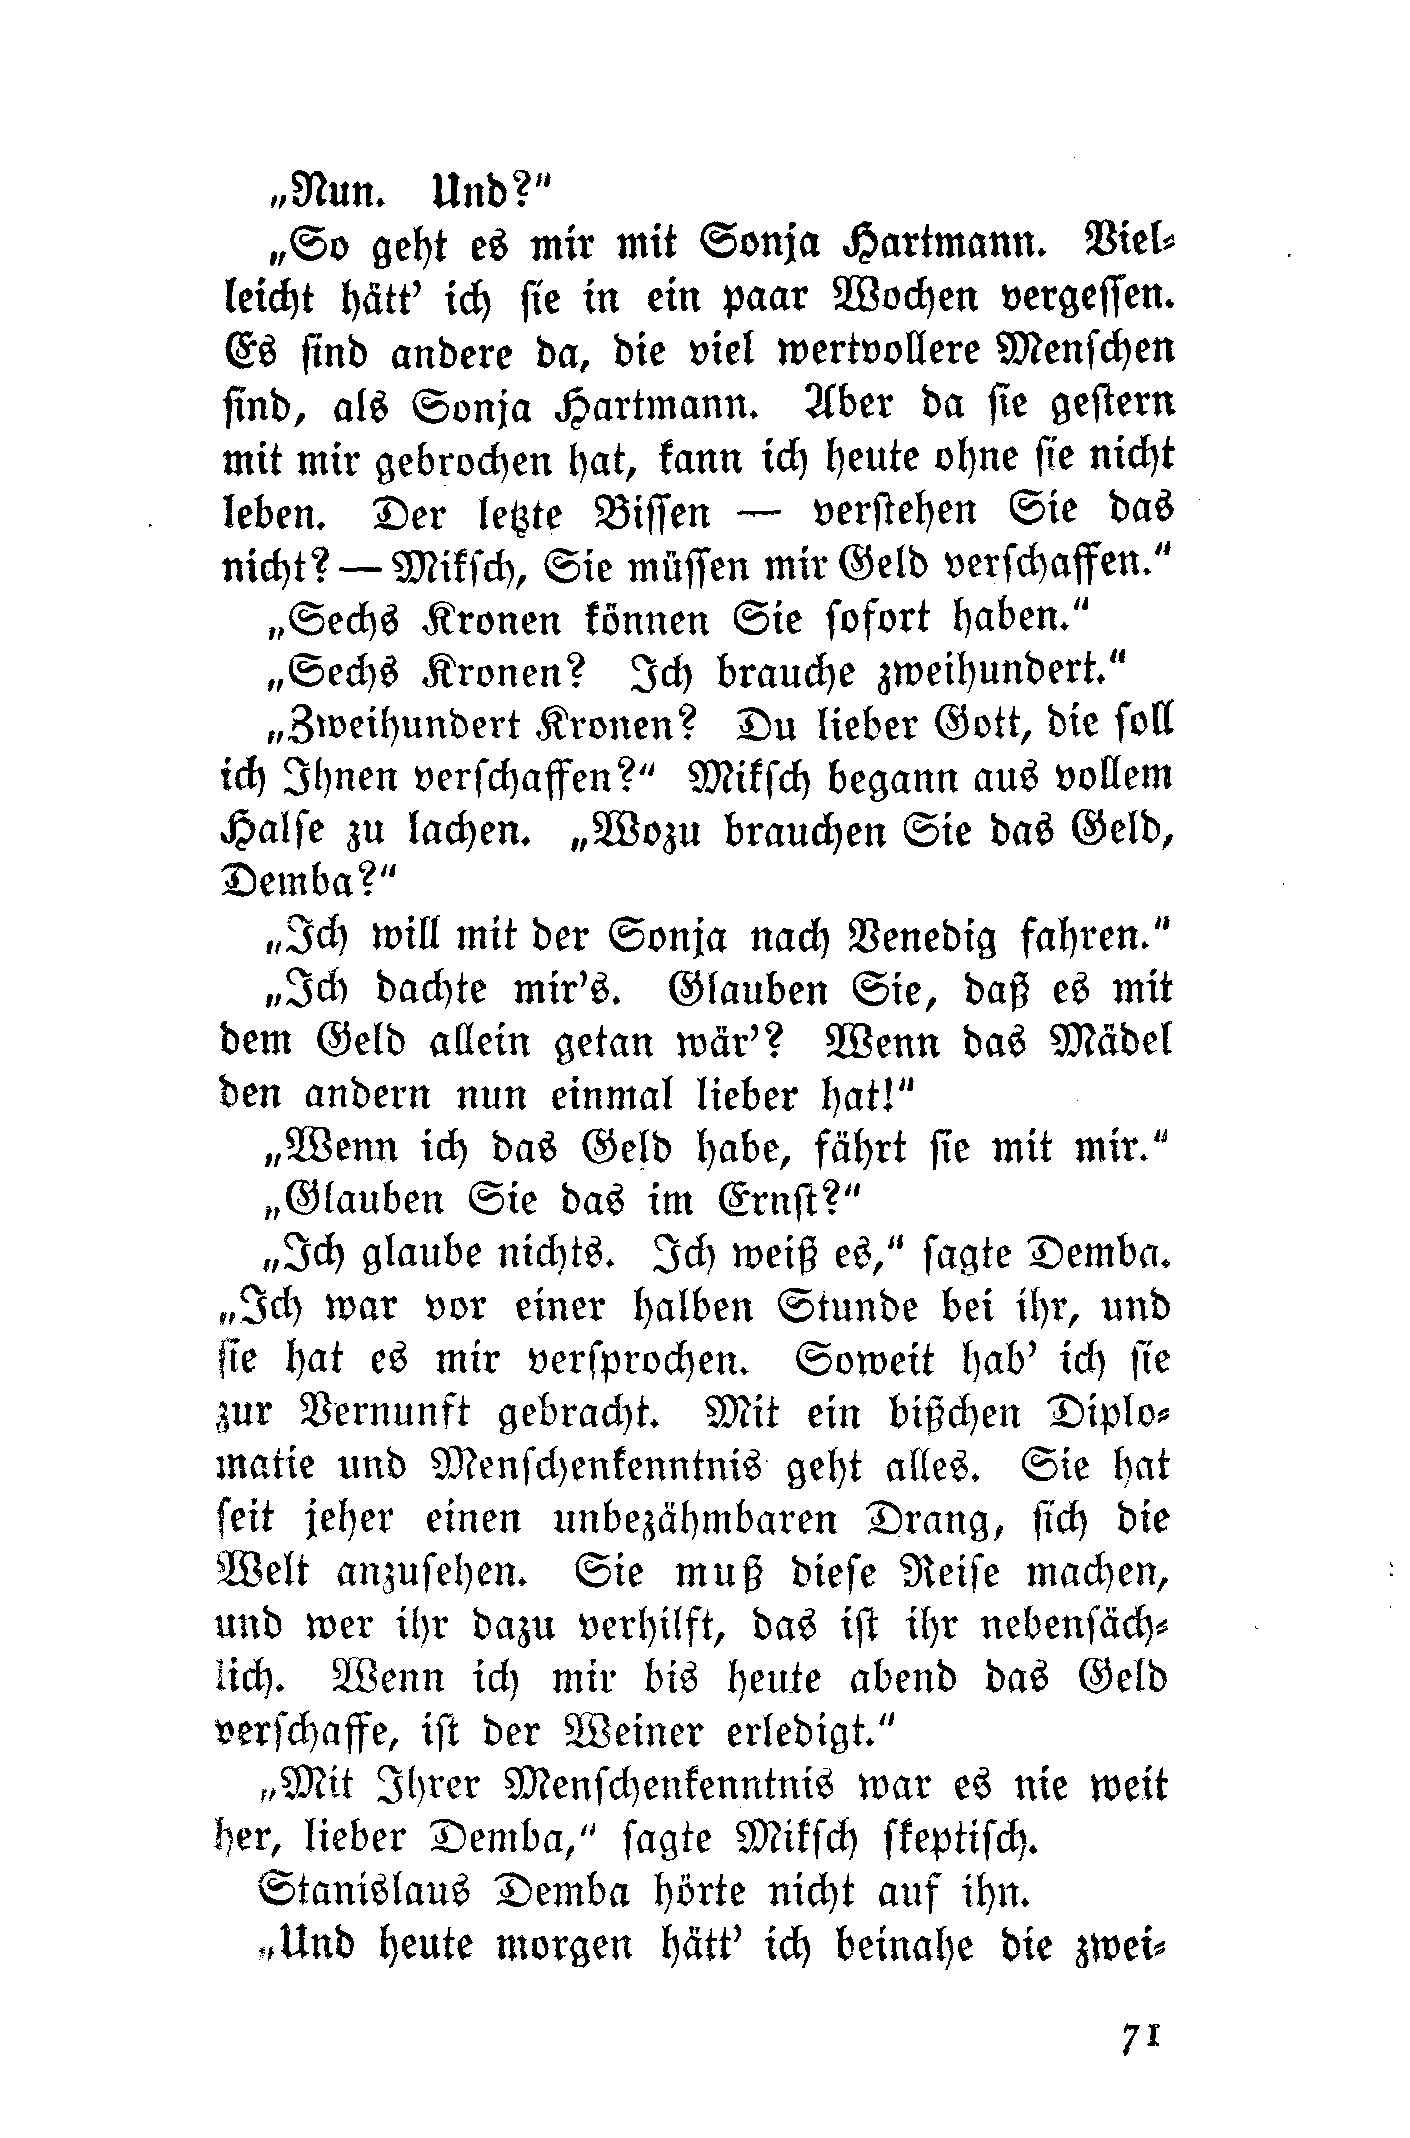 „Nun. Und?“
„So geht es mir mit Sonja Hartmann. Viel-
leicht hätt’ ich sie in ein paar Wochen vergessen.
Es sind andere da, die viel wertvollere Menschen
sind, als Sonja Hartmann. Aber da sie gestern
mit mir gebrochen hat, kann ich heute ohne sie nicht
leben. Der letzte Bissen — verstehen Sie das
nicht? — Miksch, Sie müssen mir Geld verschaffen.“
„Sechs Kronen können Sie sofort haben.“
„Sechs Kronen? Ich brauche zweihundert.“
„Zweihundert Kronen? Du lieber Gott, die soll
ich Ihnen verschaffen?“ Miksch begann aus vollem
Halse zu lachen. „Wozu brauchen Sie das Geld,
Demba?“
„Ich will mit der Sonja nach Venedig fahren.“
„Ich dachte mir’s. Glauben Sie, daß es mit
dem Geld allein getan wär’? Wenn das Mädel
den andern nun einmal lieber hat!“
„Wenn ich das Geld habe, fährt sie mit mir.“
„Glauben Sie das im Ernst?“
„Ich glaube nichts. Ich weiß es,“ sagte Demba.
„Ich war vor einer halben Stunde bei ihr, und
sie hat es mir versprochen. Soweit hab’ ich sie
zur Vernunft gebracht. Mit ein bißchen Diplo-
matie und Menschenkenntnis geht alles. Sie hat
seit jeher einen unbezähmbaren Drang, sich die
Welt anzusehen. Sie muß diese Reise machen,
und wer ihr dazu verhilft, das ist ihr nebensäch-
lich. Wenn ich mir bis heute abend das Geld
verschaffe, ist der Weiner erledigt.“
„Mit Ihrer Menschenkenntnis war es nie weit
her, lieber Demba,“ sagte Miksch skeptisch.
Stanislaus Demba hörte nicht auf ihn.
„Und heute morgen hätt’ ich beinahe die zwei-
71